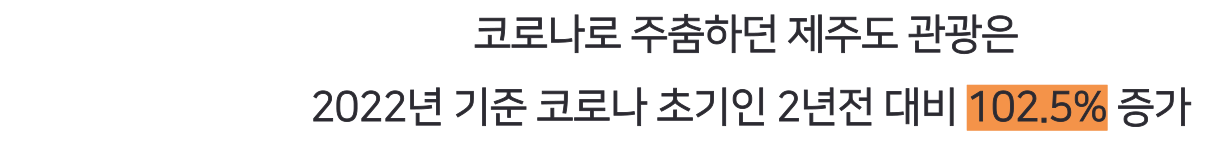 코로나로 주춤하던 제주도 관광은
2022년 기준 코로나 초기인 2년전 대비 102.5% 증가